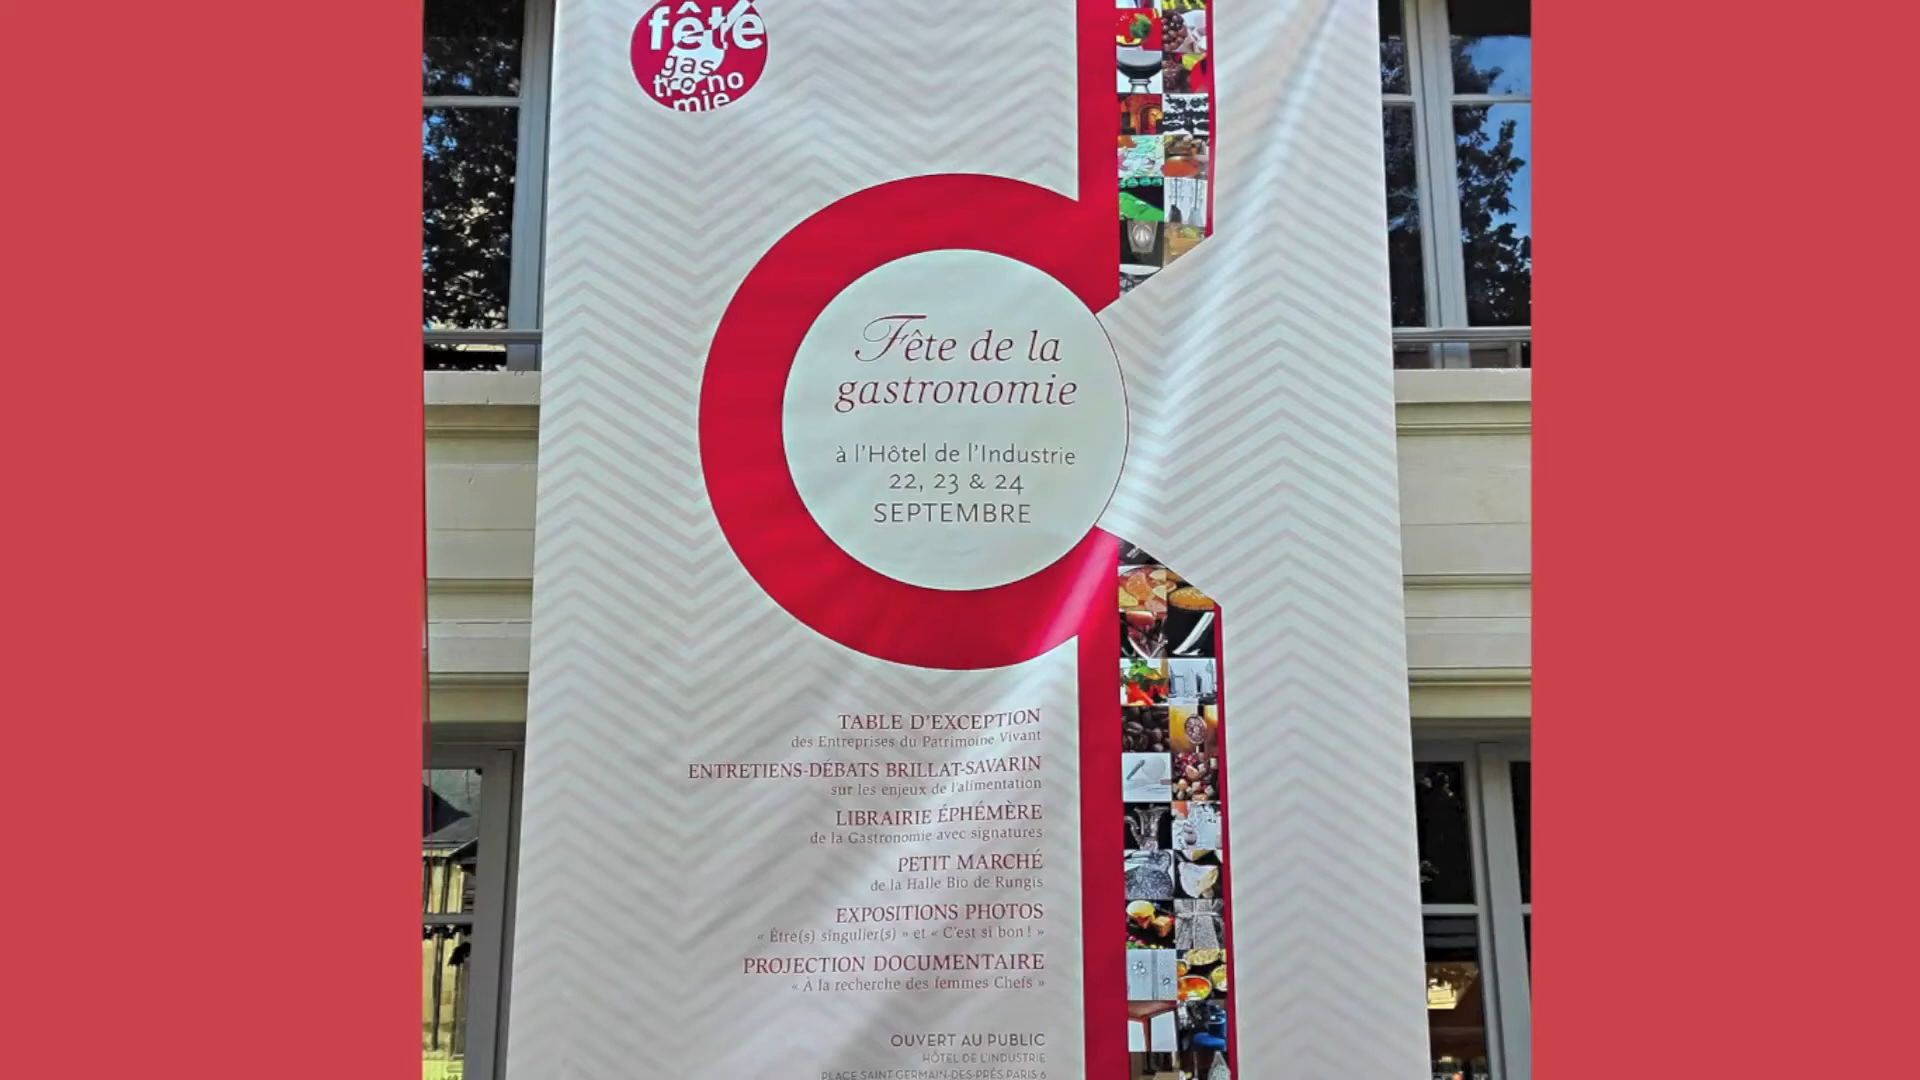 fête
gas
tro no
mie
Fête de la
gastronomie
à l'Hôtel de l'Industrie
22, 23 & 24
SEPTEMBRE
TABLE D'EXCEPTION
des Entreprises du Patrimoine Vivant
ENTRETIENS-DÉBATS BRILLAT-SAVARIN
sur les enjeux de l'alimentation
LIBRAIRIE ÉPHÉMÈRE
de la Gastronomie avec signatures
PETIT MARCHÉ
de la Halle Bio de Rungis
EXPOSITIONS PHOTOS
« Être(s) singulier(s) » et « C'est si bon ! »
PROJECTION DOCUMENTAIRE
« À la recherche des femmes Chefs »
OUVERT AU PUBLIC
HÔTEL DE L'INDUSTRIE
PLACE SAINT GERMAIN-DES-PRÉS PARIS 6